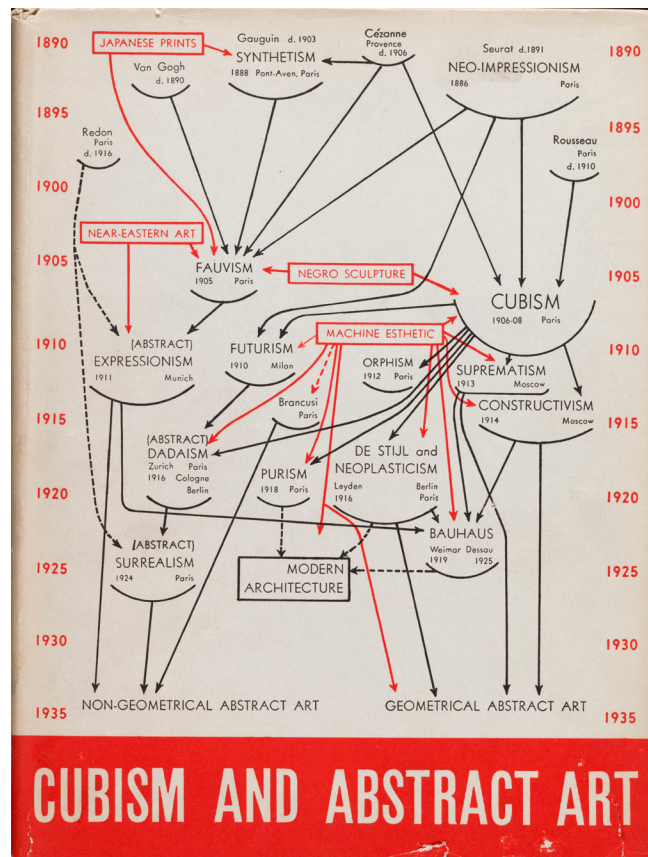 1890
JAPANESE PRINTS
Gauguin d. 1903
SYNTHETISM
1888 Pont-Aven, Paris
Cézanne
Provence
d. 1906
Seurat d.1891
NEO-IMPRESSIONISM
1886 Paris
1890
Van Gogh
d. 1890
1895
1895
Redon
Paris
d. 1916
Rousseau
Paris
d. 1910
1900
1900
NEAR-EASTERN ART
1905
FAUVISM
1905 Paris
NEGRO SCULPTURE
1905
CUBISM
1906-08 Paris
1910
(ABSTRACT)
EXPRESSIONISM
1911 Munich
FUTURISM
1910 Milan
MACHINE ESTHETIC
ORPHISM
1912 Paris
SUPREMATISM
1913 Moscow
1910
Brancusi
Paris
CONSTRUCTIVISM
1914 Moscow
1915
1915
(ABSTRACT)
DADAISM
Zurich Paris
1916 Cologne
Berlin
PURISM
1918 Paris
DE STIJL and
NEOPLASTICISM
Leyden Berlin
1916 Paris
1920
1920
(ABSTRACT)
SURREALISM
1924 Paris
BAUHAUS
Weimar Dessau
1919 1925
1925
MODERN
ARCHITECTURE
1925
1930
1930
1935
NON-GEOMETRICAL ABSTRACT ART
GEOMETRICAL ABSTRACT ART
1935
CUBISM AND ABSTRACT ART